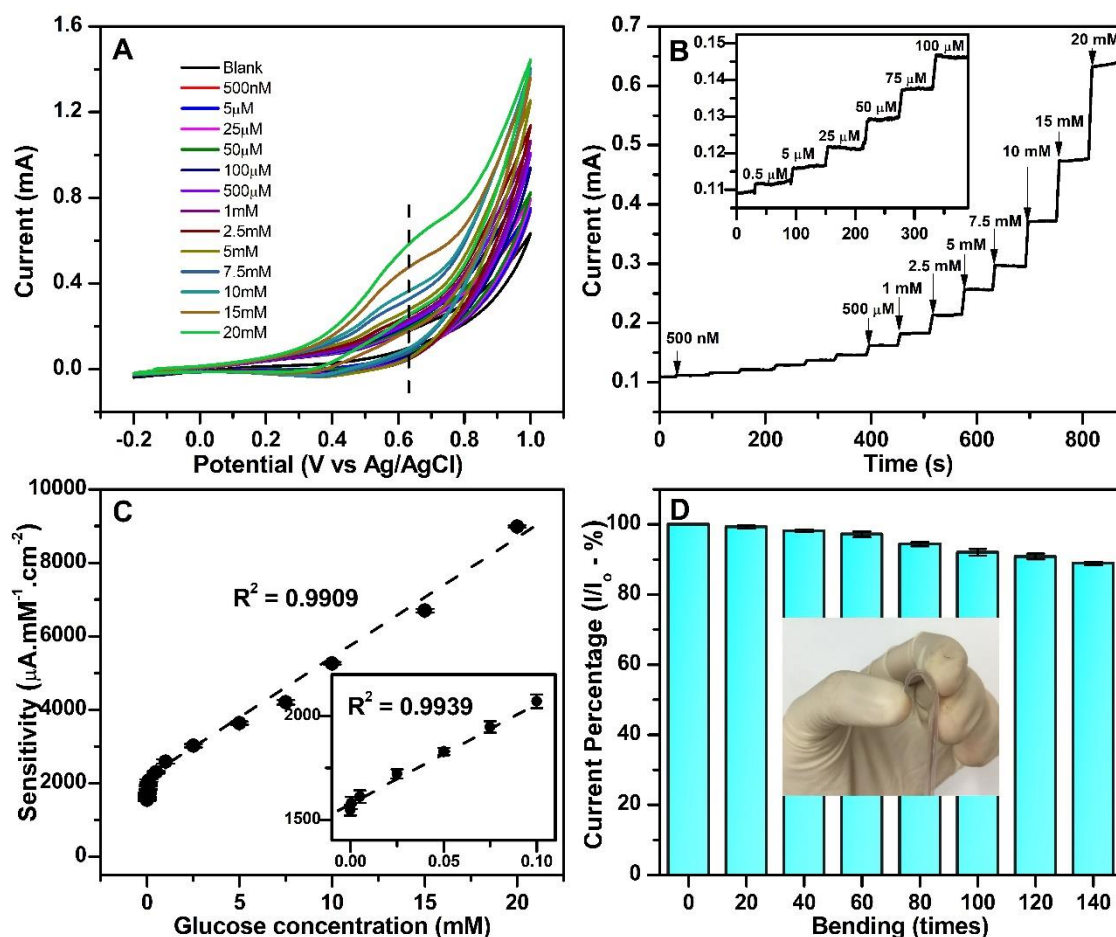 A
1.6
1.2
0.8
0.4
0.0
Current (mA)
Blank
500nM
5μM
25μM
50μM
100μM
500μM
1mM
2.5mM
5mM
7.5mM
10mM
15mM
20mM
-0.2 0.0 0.2 0.4 0.6 0.8 1.0
Potential (V vs Ag/AgCl)
B
0.7
0.6
0.5
0.4
0.3
0.2
0.1
Current (mA)
0.15
0.14
0.13
0.12
0.11
0.5 μM
5 μM
25 μM
50 μM
75 μM
100 μM
0 100 200 300
500 nM
500 μM
1 mM
2.5 mM
5 mM
7.5 mM
10 mM
15 mM
20 mM
0 200 400 600 800
Time (s)
C
10000
8000
6000
4000
2000
0
Sensitivity (μA.mM-1.cm-2)
R2 = 0.9909
R2 = 0.9939
2000
1500
0.00 0.05 0.10
0 5 10 15 20
Glucose concentration (mM)
D
100
80
60
40
20
0
Current Percentage (I/Io - %)
0 20 40 60 80 100 120 140
Bending (times)